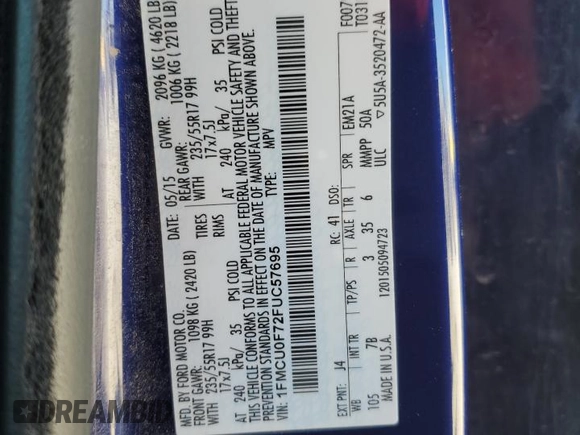 MFD. BY FORD MOTOR CO.
05/15 GVWR: 2096 KG ( 4620 LB)
FRONT GAWR: 1098 KG (2420 LB) REAR GAWR: 1006 KG ( 2218 LB)
WITH 235/55R17 99H TIRES WITH 235/55R17 99H
17x7.5J RIMS 17x7.5J
AT 240 kPa/ 35 PSI COLD AT 240 kPa/ 35 PSI COLD
THIS VEHICLE CONFORMS TO ALL APPLICABLE FEDERAL MOTOR VEHICLE SAFETY AND THEFT
PREVENTION STANDARDS IN EFFECT ON THE DATE OF MANUFACTURE SHOWN ABOVE.
VIN: 1FMCU0F72FUC57695 TYPE: MPV
F007
T031
EXT PNT: J4 RC: 41 DSO:
WB INT TR TP/PS R AXLE TR SPR EM21A
105 7B 3 35 6 MMPP 50A
MADE IN U.S.A. 1201505094723 ULC ▽5U5A-3520472-AA